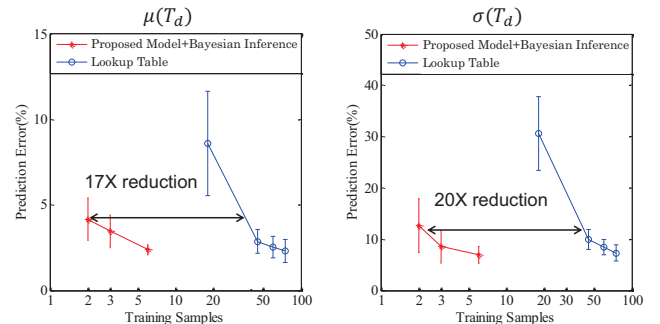 μ(T_d)
15
Proposed Model+Bayesian Inference
Lookup Table
10
5
0
Prediction Error(%)
17X reduction
1 2 3 5 10 20 50 100
Training Samples
σ(T_d)
50
Proposed Model+Bayesian Inference
Lookup Table
40
30
20
10
0
Prediction Error(%)
20X reduction
1 2 3 5 10 20 30 50 100
Training Samples